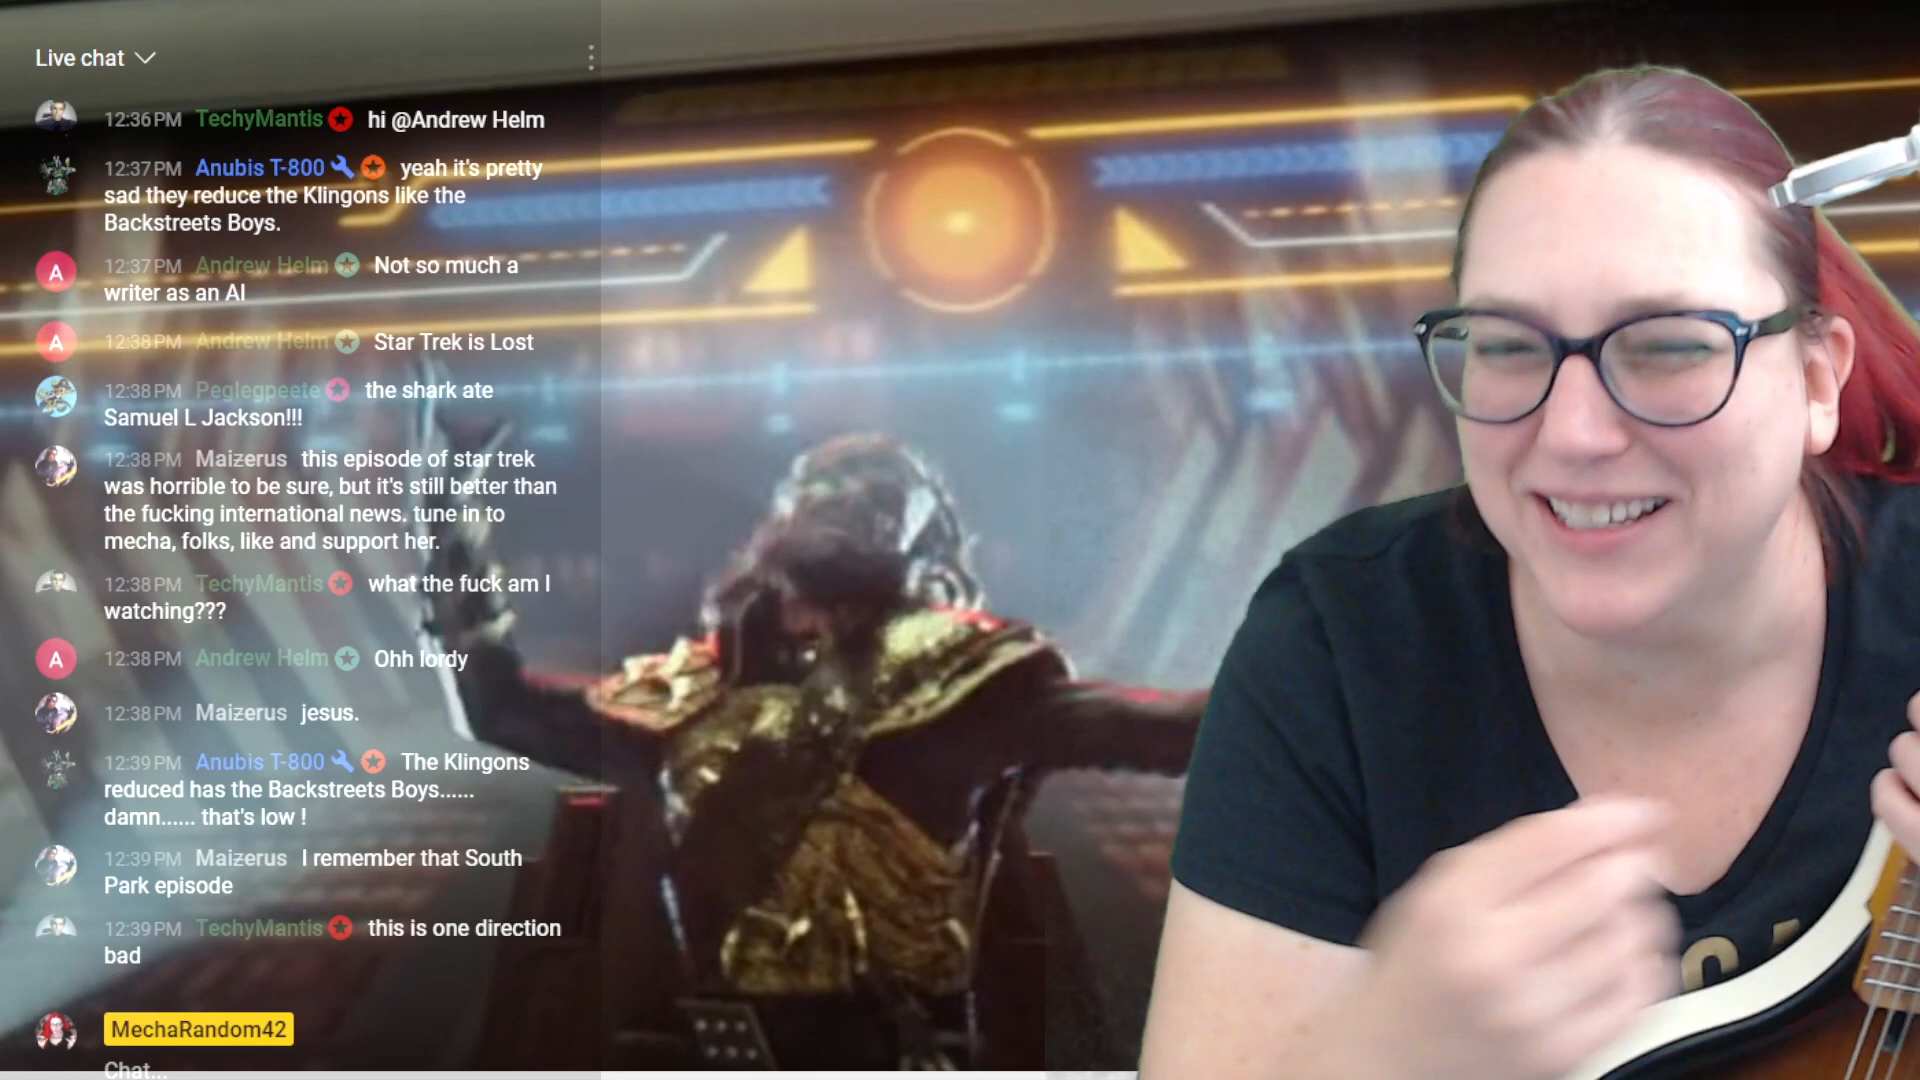 Live chat
12:36 PM TechyMantis hi @Andrew Helm
12:37 PM Anubis T-800 yeah it's pretty
sad they reduce the Klingons like the
Backstreets Boys.
A 12:37 PM Andrew Helm Not so much a
writer as an AI
A 12:38 PM Andrew Helm Star Trek is Lost
12:38 PM Peglegpeete the shark ate
Samuel L Jackson!!!
12:38 PM Maizerus this episode of star trek
was horrible to be sure, but it's still better than
the fucking international news. tune in to
mecha, folks, like and support her.
12:38 PM TechyMantis what the fuck am I
watching???
A 12:38 PM Andrew Helm Ohh lordy
12:38 PM Maizerus jesus.
12:39 PM Anubis T-800 The Klingons
reduced has the Backstreets Boys......
damn...... that's low !
12:39 PM Maizerus I remember that South
Park episode
12:39 PM TechyMantis this is one direction
bad
MechaRandom42
Chat...